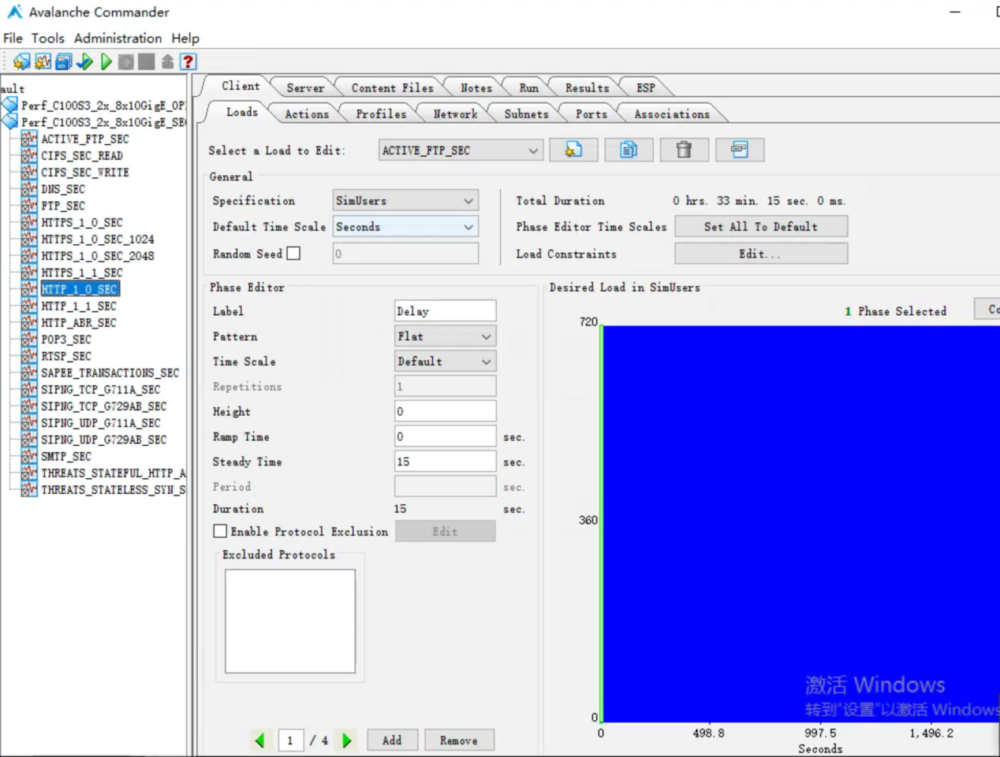 Avalanche Commander
File Tools Administration Help
ault
Perf_C100S3_2x_8x10GigE_OP
Perf_C100S3_2x_8x10GigE_SE
ACTIVE_FTP_SEC
CIFS_SEC_READ
CIFS_SEC_WRITE
DNS_SEC
FTP_SEC
HTTPS_1_0_SEC
HTTPS_1_0_SEC_1024
HTTPS_1_0_SEC_2048
HTTPS_1_1_SEC
HTTP_1_0_SEC
HTTP_1_1_SEC
HTTP_ABR_SEC
POP3_SEC
RTSP_SEC
SAPEE_TRANSACTIONS_SEC
SIPNG_TCP_G711A_SEC
SIPNG_TCP_G729AB_SEC
SIPNG_UDP_G711A_SEC
SIPNG_UDP_G729AB_SEC
SMTP_SEC
THREATS_STATEFUL_HTTP_A
THREATS_STATELESS_SYN_S
Client Server Content Files Notes Run Results ESP
Loads Actions Profiles Network Subnets Ports Associations
Select a Load to Edit: ACTIVE_FTP_SEC
General
Specification SimUsers Total Duration 0 hrs. 33 min. 15 sec. 0 ms.
Default Time Scale Seconds Phase Editor Time Scales Set All To Default
Random Seed 0 Load Constraints Edit...
Phase Editor
Label Delay
Pattern Flat
Time Scale Default
Repetitions 1
Height 0
Ramp Time 0 sec.
Steady Time 15 sec.
Period sec.
Duration 15 sec.
Enable Protocol Exclusion Edit
Excluded Protocols
1 / 4 Add Remove
Desired Load in SimUsers
1 Phase Selected Co
720
360
0
0 498.8 997.5 1,496.2
Seconds
激活 Windows
转到"设置"以激活 Windows